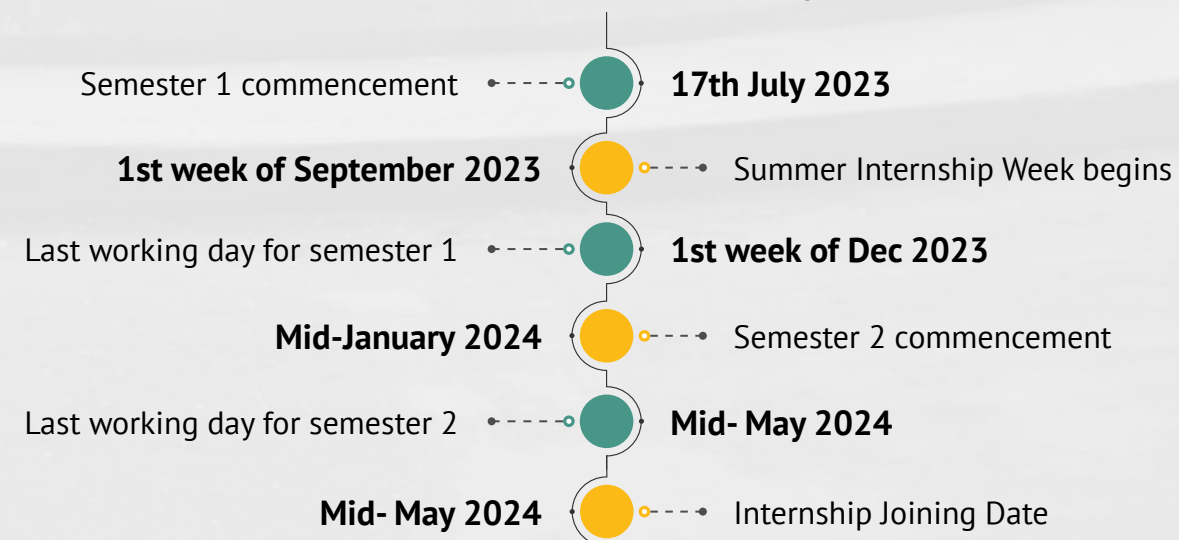 Semester 1 commencement 17th July 2023
1st week of September 2023 Summer Internship Week begins
Last working day for semester 1 1st week of Dec 2023
Mid-January 2024 Semester 2 commencement
Last working day for semester 2 Mid- May 2024
Mid- May 2024 Internship Joining Date